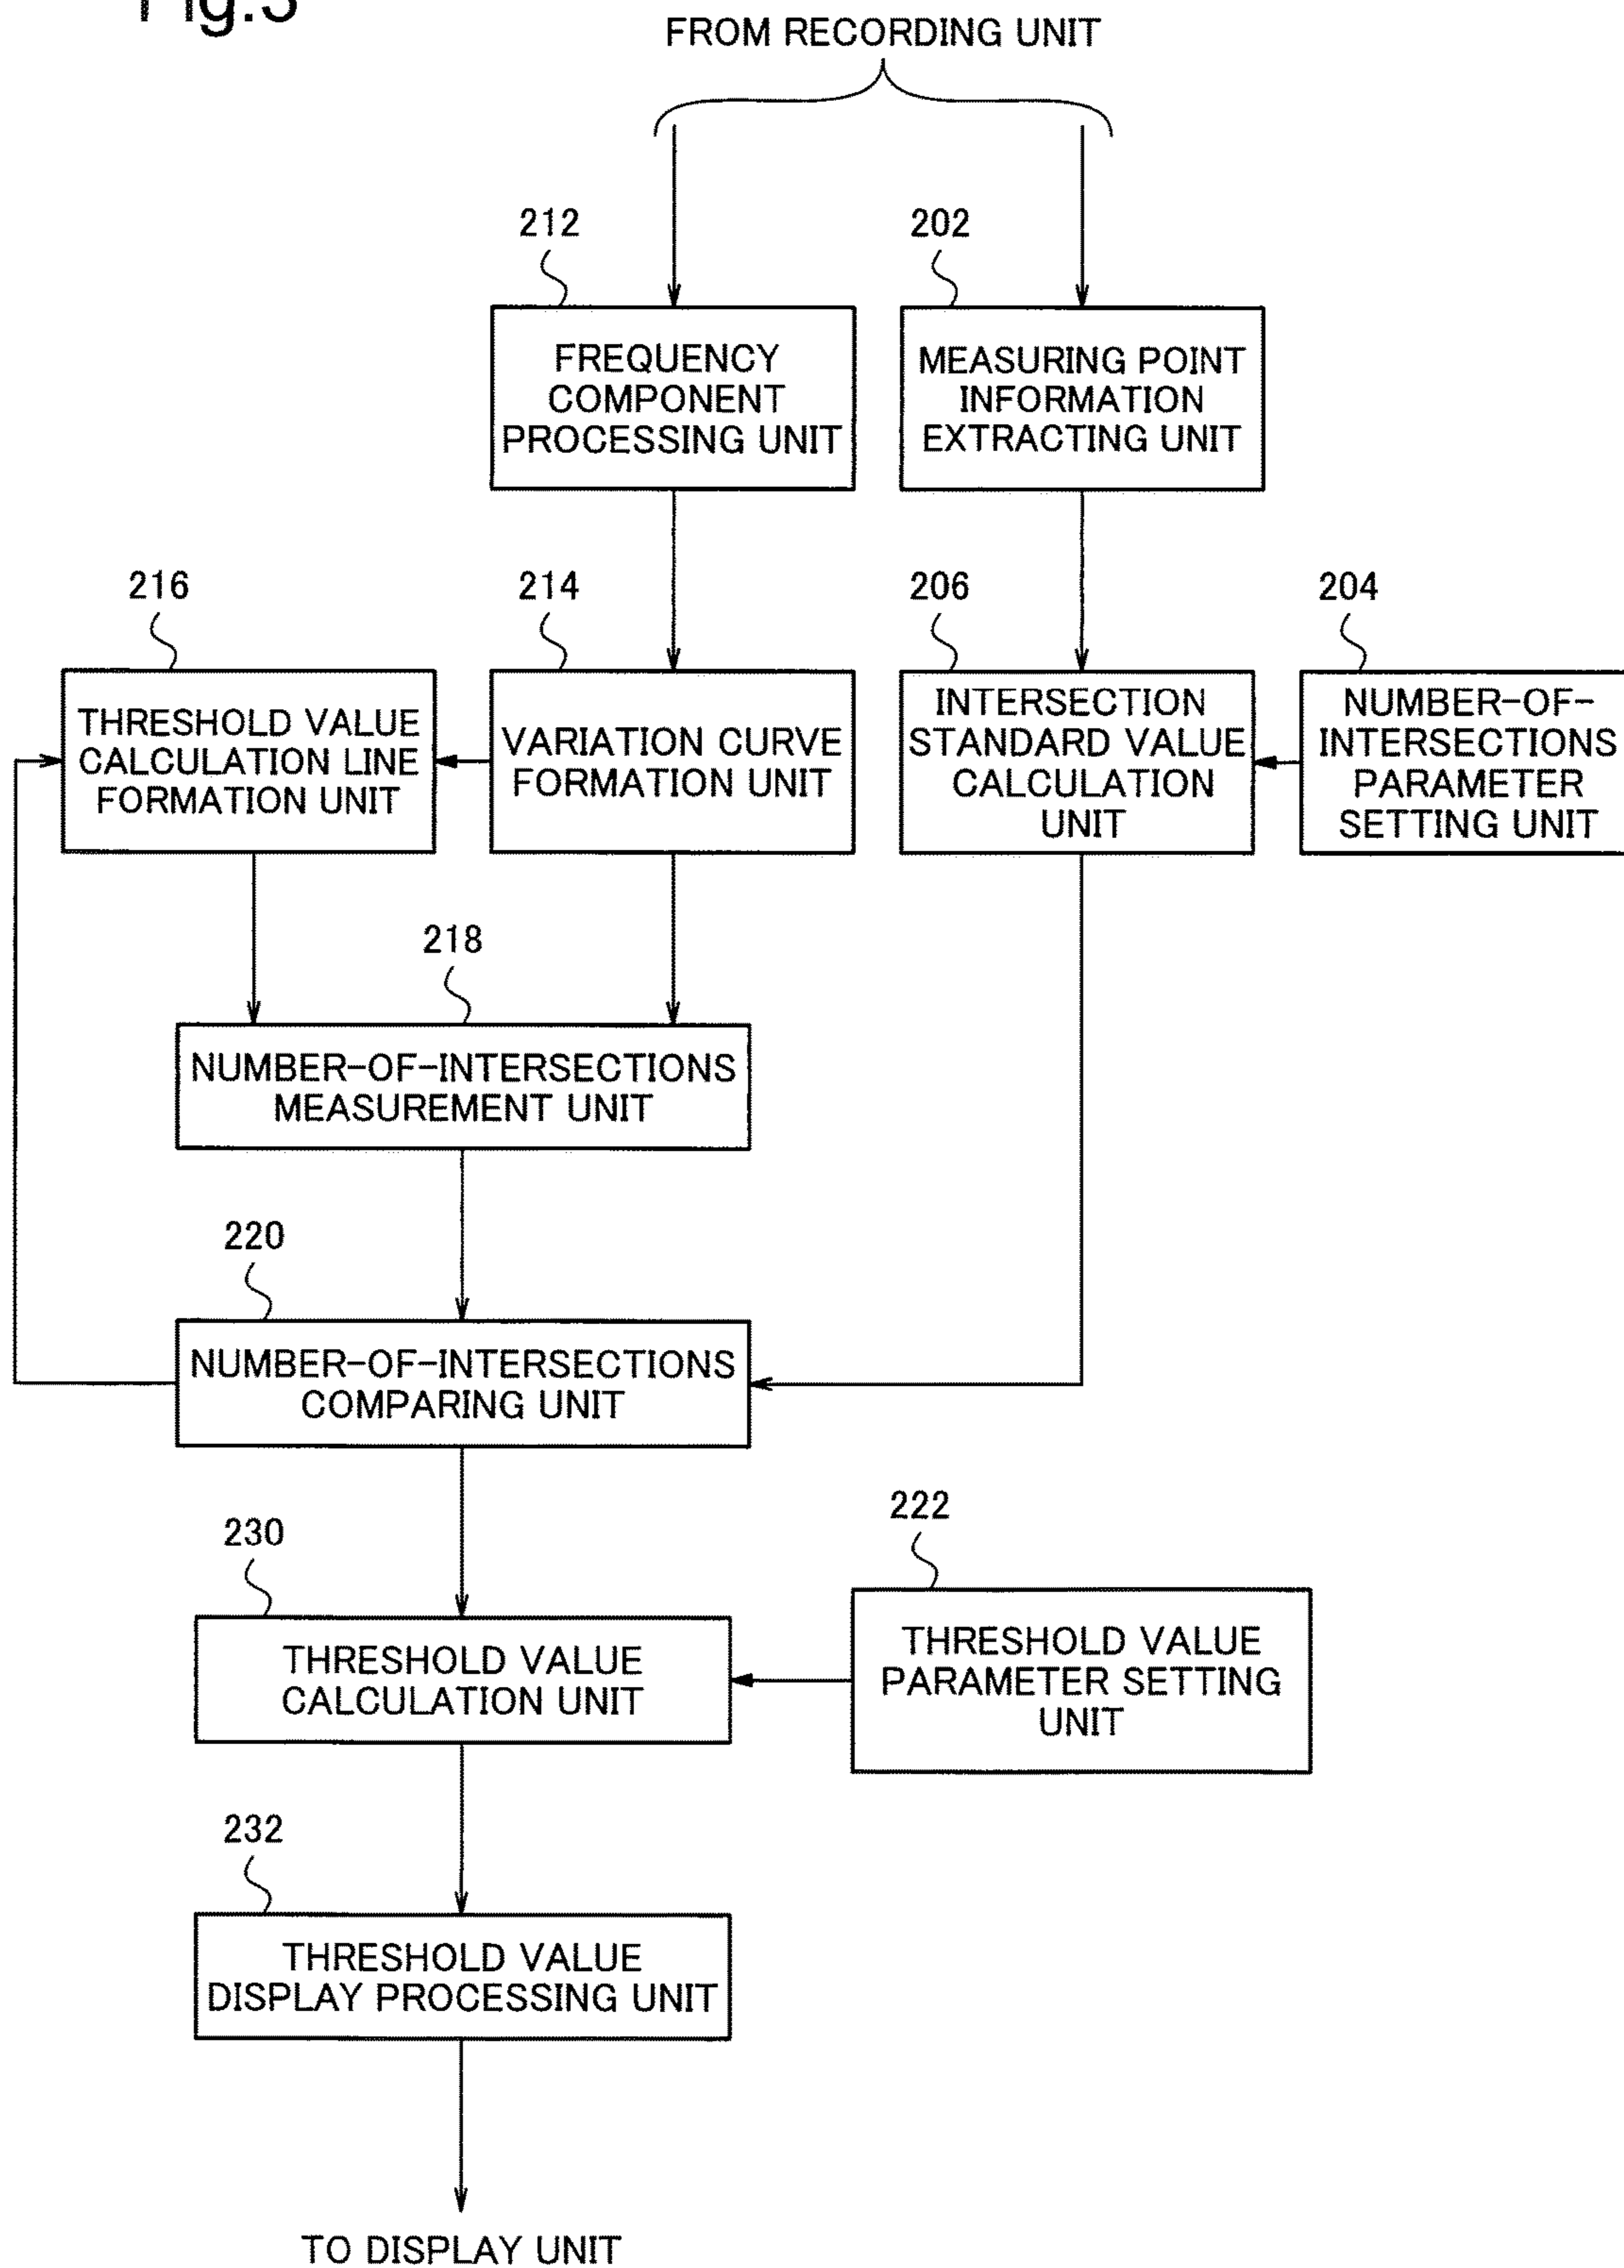 Fig.3
FROM RECORDING UNIT
212
202
FREQUENCY
COMPONENT
PROCESSING UNIT
MEASURING POINT
INFORMATION
EXTRACTING UNIT
216
214
206
204
THRESHOLD VALUE
CALCULATION LINE
FORMATION UNIT
VARIATION CURVE
FORMATION UNIT
INTERSECTION
STANDARD VALUE
CALCULATION
UNIT
NUMBER-OF-
INTERSECTIONS
PARAMETER
SETTING UNIT
218
NUMBER-OF-INTERSECTIONS
MEASUREMENT UNIT
220
NUMBER-OF-INTERSECTIONS
COMPARING UNIT
230
222
THRESHOLD VALUE
CALCULATION UNIT
THRESHOLD VALUE
PARAMETER SETTING
UNIT
232
THRESHOLD VALUE
DISPLAY PROCESSING UNIT
TO DISPLAY UNIT